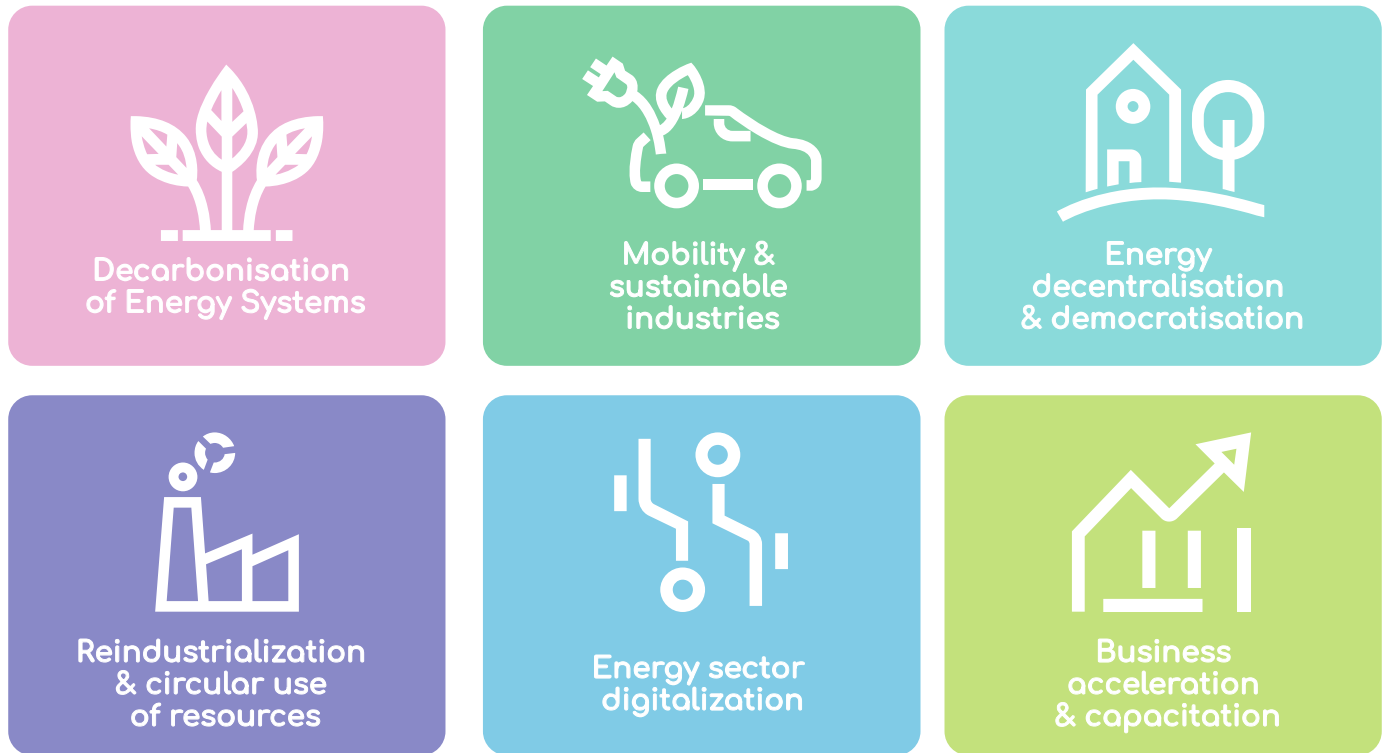 Decarbonisation
of Energy Systems
Mobility &
sustainable
industries
Energy
decentralisation
& democratisation
Reindustrialization
& circular use
of resources
Energy sector
digitalization
Business
acceleration
& capacitation